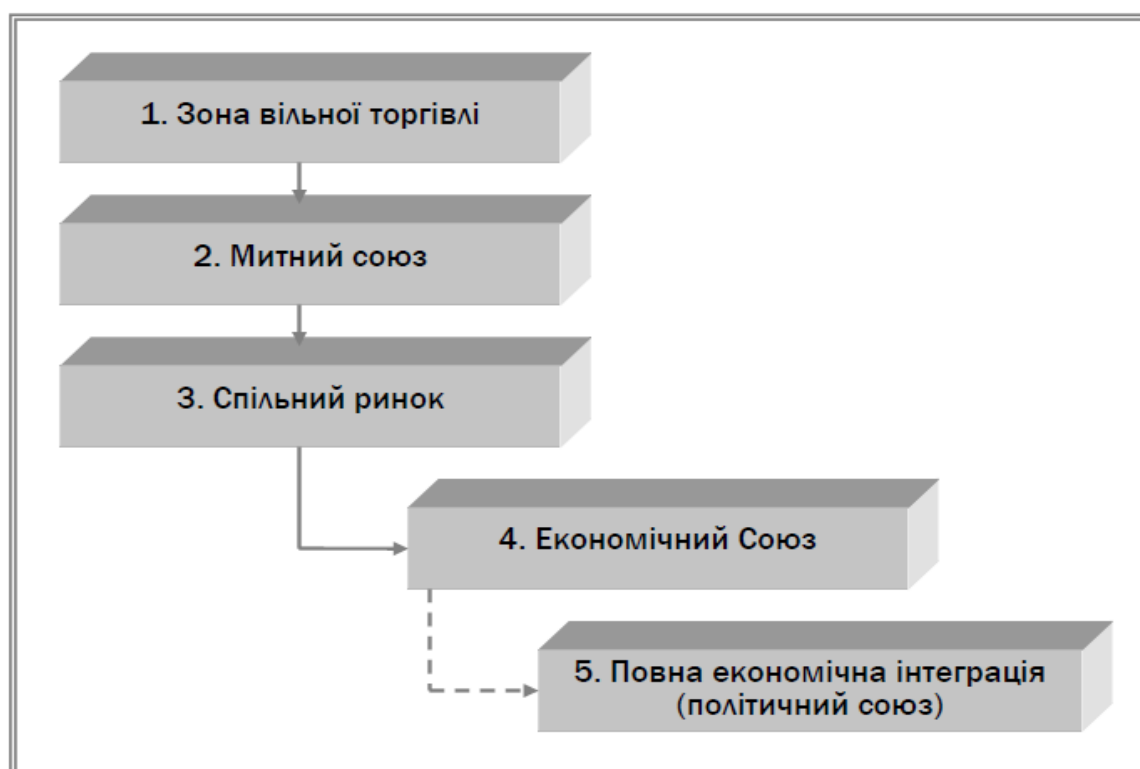 1. Зона вільної торгівлі
2. Митний союз
3. Спільний ринок
4. Економічний Союз
5. Повна економічна інтеграція
(політичний союз)